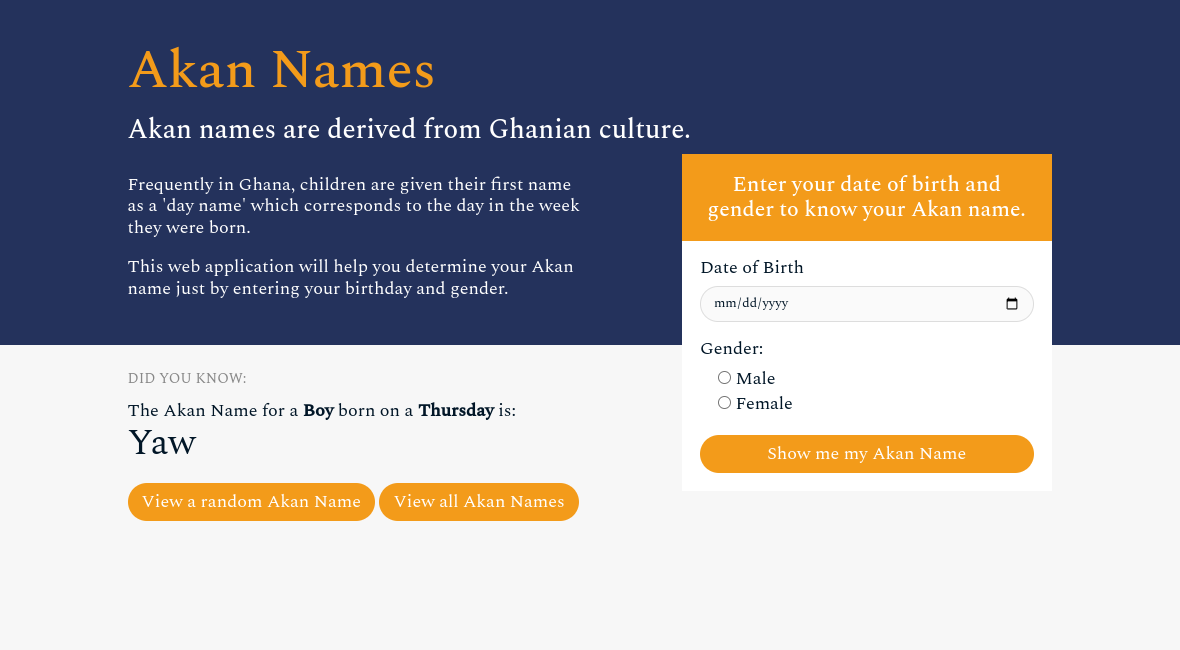 Akan Names
Akan names are derived from Ghanian culture.
Frequently in Ghana, children are given their first name
as a 'day name' which corresponds to the day in the week
they were born.
This web application will help you determine your Akan
name just by entering your birthday and gender.
Enter your date of birth and
gender to know your Akan name.
Date of Birth
mm/dd/yyyy
Gender:
Male
Female
Show me my Akan Name
DID YOU KNOW:
The Akan Name for a Boy born on a Thursday is:
Yaw
View a random Akan Name
View all Akan Names